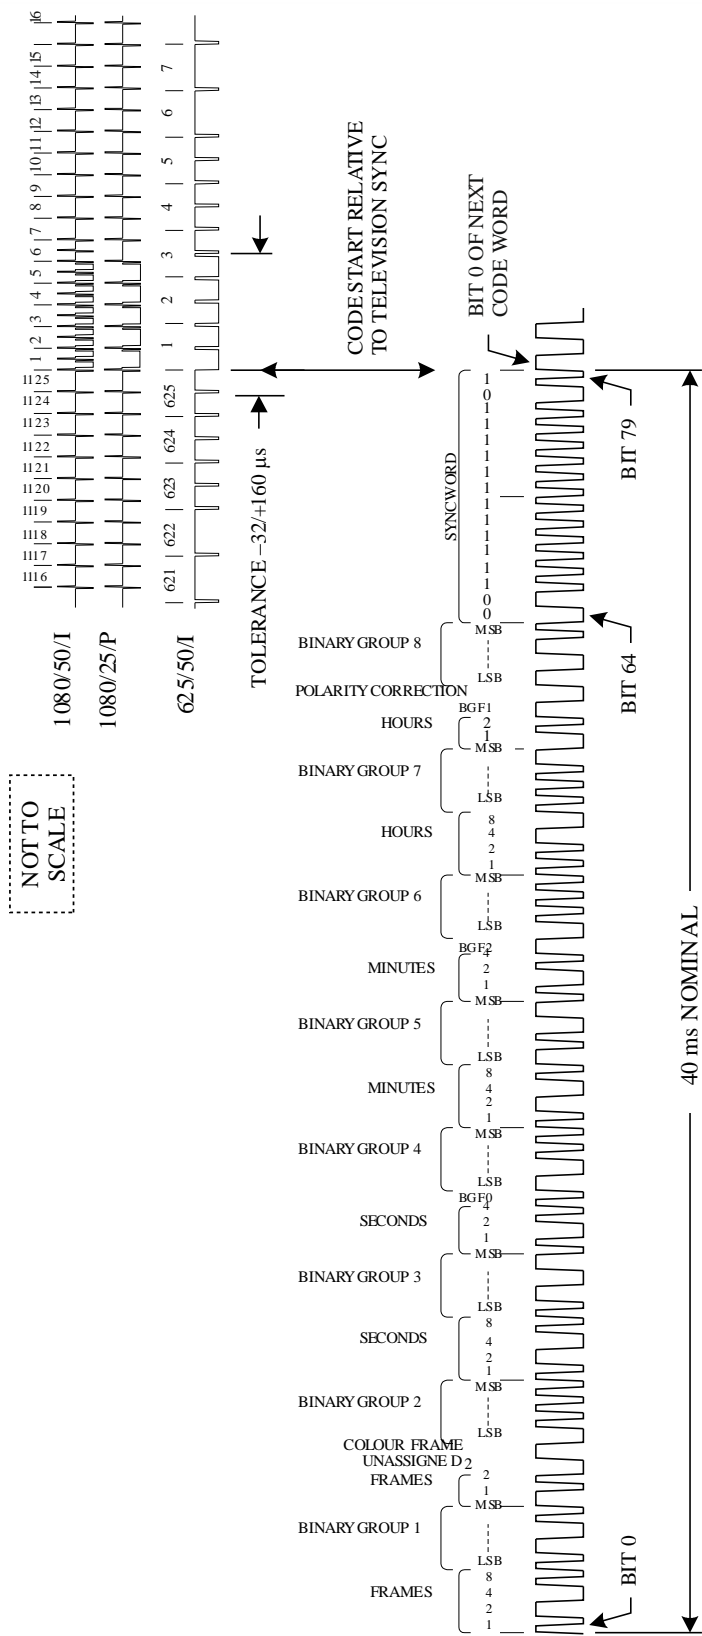 1080/50/I
1116 1117 1118 1119 1120 1121 1122 1123 1124 1125 1 2 3 4 5 6 7 8 9 10 11 12 13 14 15 16
1080/25/P
625/50/I
621 622 623 624 625 1 2 3 4 5 6 7
NOT TO
SCALE
TOLERANCE –32/+160 µs
CODE START RELATIVE
TO TELEVISION SYNC
BIT 0 OF NEXT
CODE WORD
FRAMES
1 2 4 8
BINARY GROUP 1
LSB MSB
FRAMES
1 2
UNASSIGNED 2
COLOUR FRAME
BINARY GROUP 2
LSB MSB
SECONDS
1 2 4 8
BINARY GROUP 3
LSB MSB
SECONDS
1 2 4
BGF0
BINARY GROUP 4
LSB MSB
MINUTES
1 2 4 8
BINARY GROUP 5
LSB MSB
MINUTES
1 2 4
BGF2
BINARY GROUP 6
LSB MSB
HOURS
1 2 4 8
BINARY GROUP 7
LSB MSB
HOURS
1 2
BGF1
POLARITY CORRECTION
BINARY GROUP 8
LSB MSB
SYNC WORD
0 0 1 1 1 1 1 1 1 1 1 1 1 1 0 1
BIT 0
BIT 64
BIT 79
40 ms NOMINAL